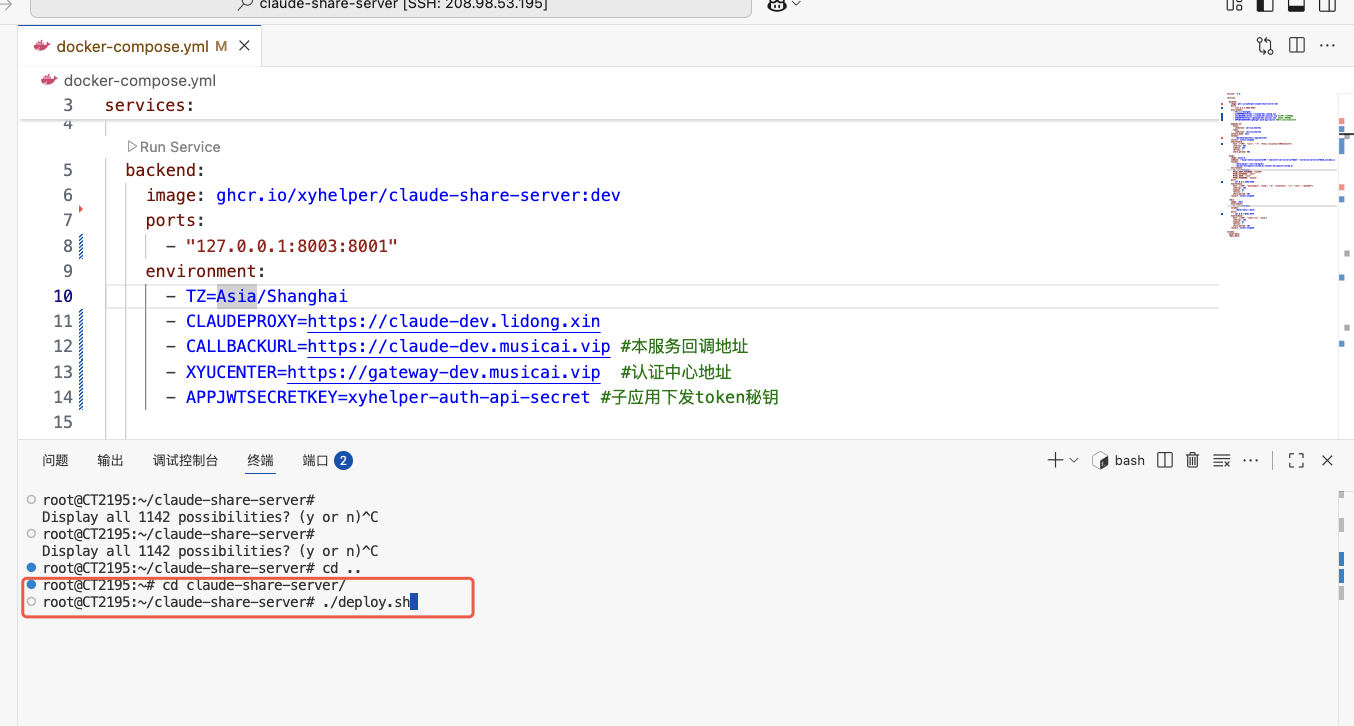 claude-share-server [SSH: 208.98.53.195]
docker-compose.yml M
docker-compose.yml
3 services:
4
Run Service
5 backend:
6 image: ghcr.io/xyhelper/claude-share-server:dev
7 ports:
8 - "127.0.0.1:8003:8001"
9 environment:
10 - TZ=Asia/Shanghai
11 - CLAUDEPROXY=https://claude-dev.lidong.xin
12 - CALLBACKURL=https://claude-dev.musicai.vip #本服务回调地址
13 - XYUCENTER=https://gateway-dev.musicai.vip #认证中心地址
14 - APPJWTSECRETKEY=xyhelper-auth-api-secret #子应用下发token秘钥
15
问题 输出 调试控制台 终端 端口 2 bash
root@CT2195:~/claude-share-server#
Display all 1142 possibilities? (y or n)^C
root@CT2195:~/claude-share-server#
Display all 1142 possibilities? (y or n)^C
root@CT2195:~/claude-share-server# cd ..
root@CT2195:~# cd claude-share-server/
root@CT2195:~/claude-share-server# ./deploy.sh